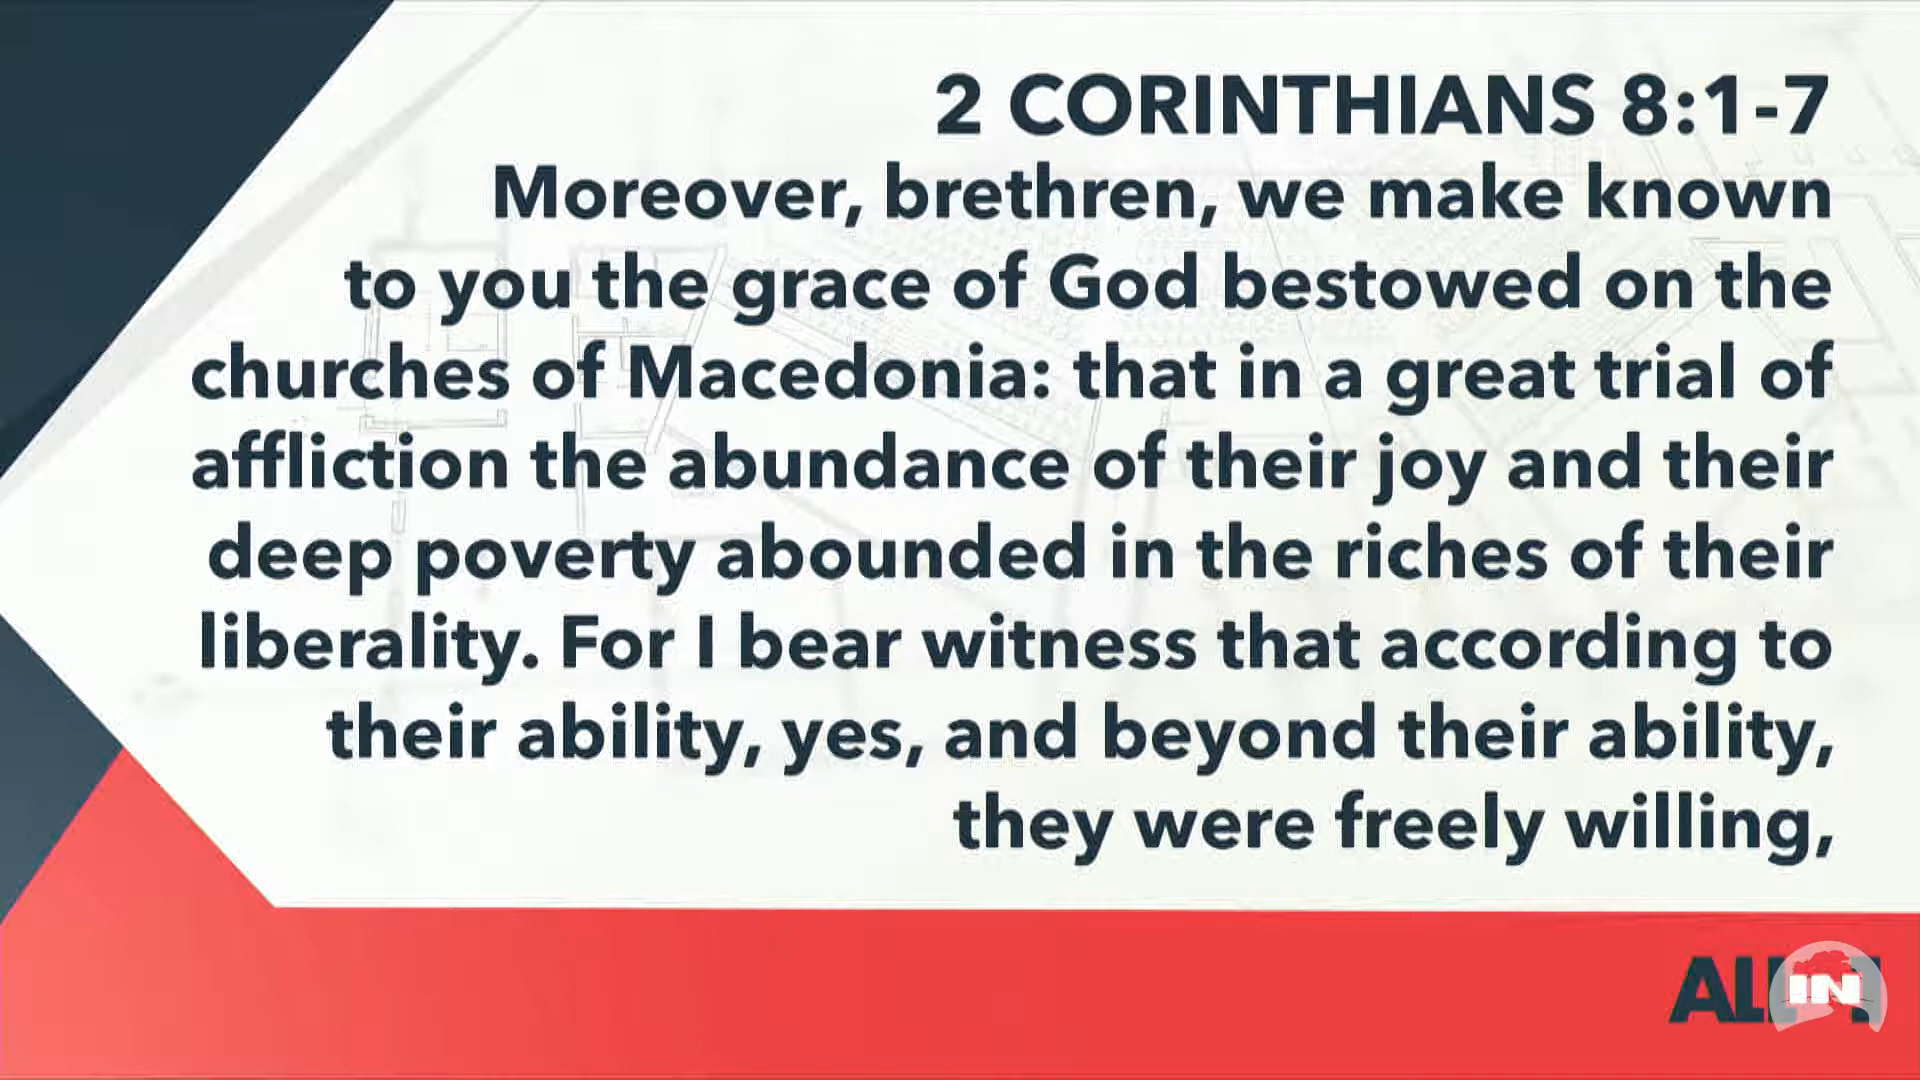 2 CORINTHIANS 8:1-7
Moreover, brethren, we make known
to you the grace of God bestowed on the
churches of Macedonia: that in a great trial of
affliction the abundance of their joy and their
deep poverty abounded in the riches of their
liberality. For I bear witness that according to
their ability, yes, and beyond their ability,
they were freely willing,
ALL IN